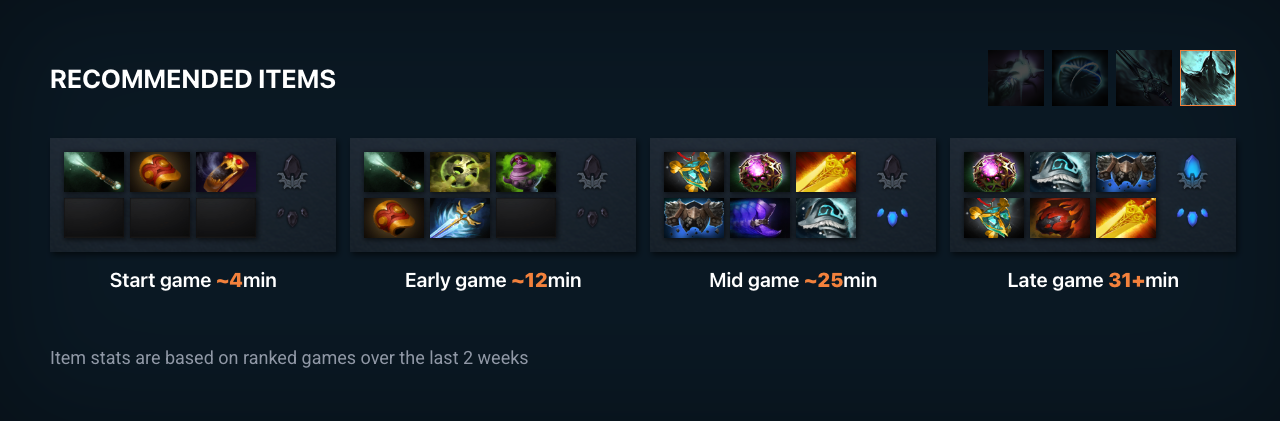 RECOMMENDED ITEMS
Start game ~4min
Early game ~12min
Mid game ~25min
Late game 31+min
Item stats are based on ranked games over the last 2 weeks